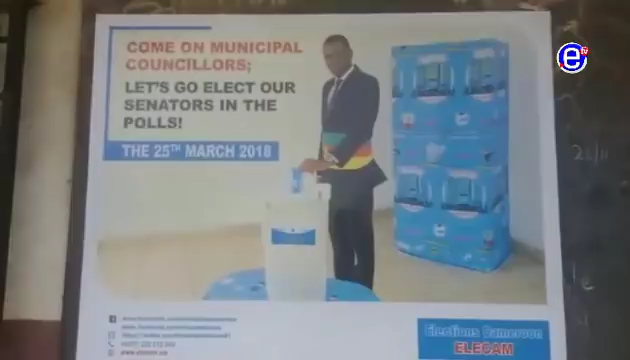 COME ON MUNICIPAL
COUNCILLORS;
LET'S GO ELECT OUR
SENATORS IN THE
POLLS!
THE 25TH MARCH 2018
Elections Cameroon
ELECAM